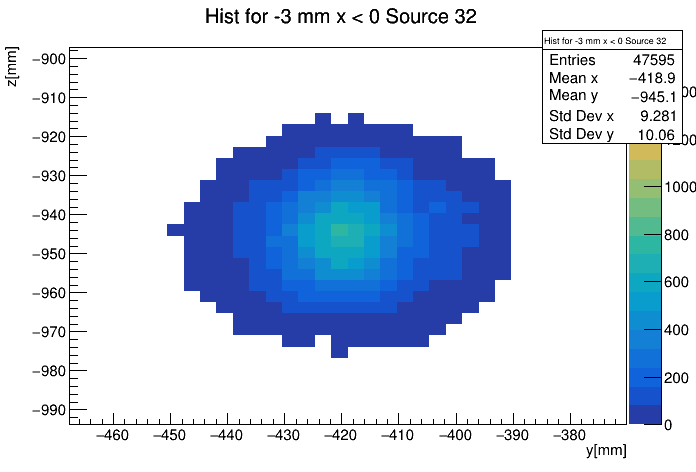 Hist for -3 mm x < 0 Source 32
z[mm]
Hist for -3 mm x < 0 Source 32
Entries 47595
Mean x −418.9
Mean y −945.1
Std Dev x 9.281
Std Dev y 10.06
−900
−910
−920
−930
−940
−950
−960
−970
−980
−990
1000
800
600
400
200
0
−460 −450 −440 −430 −420 −410 −400 −390 −380
y[mm]